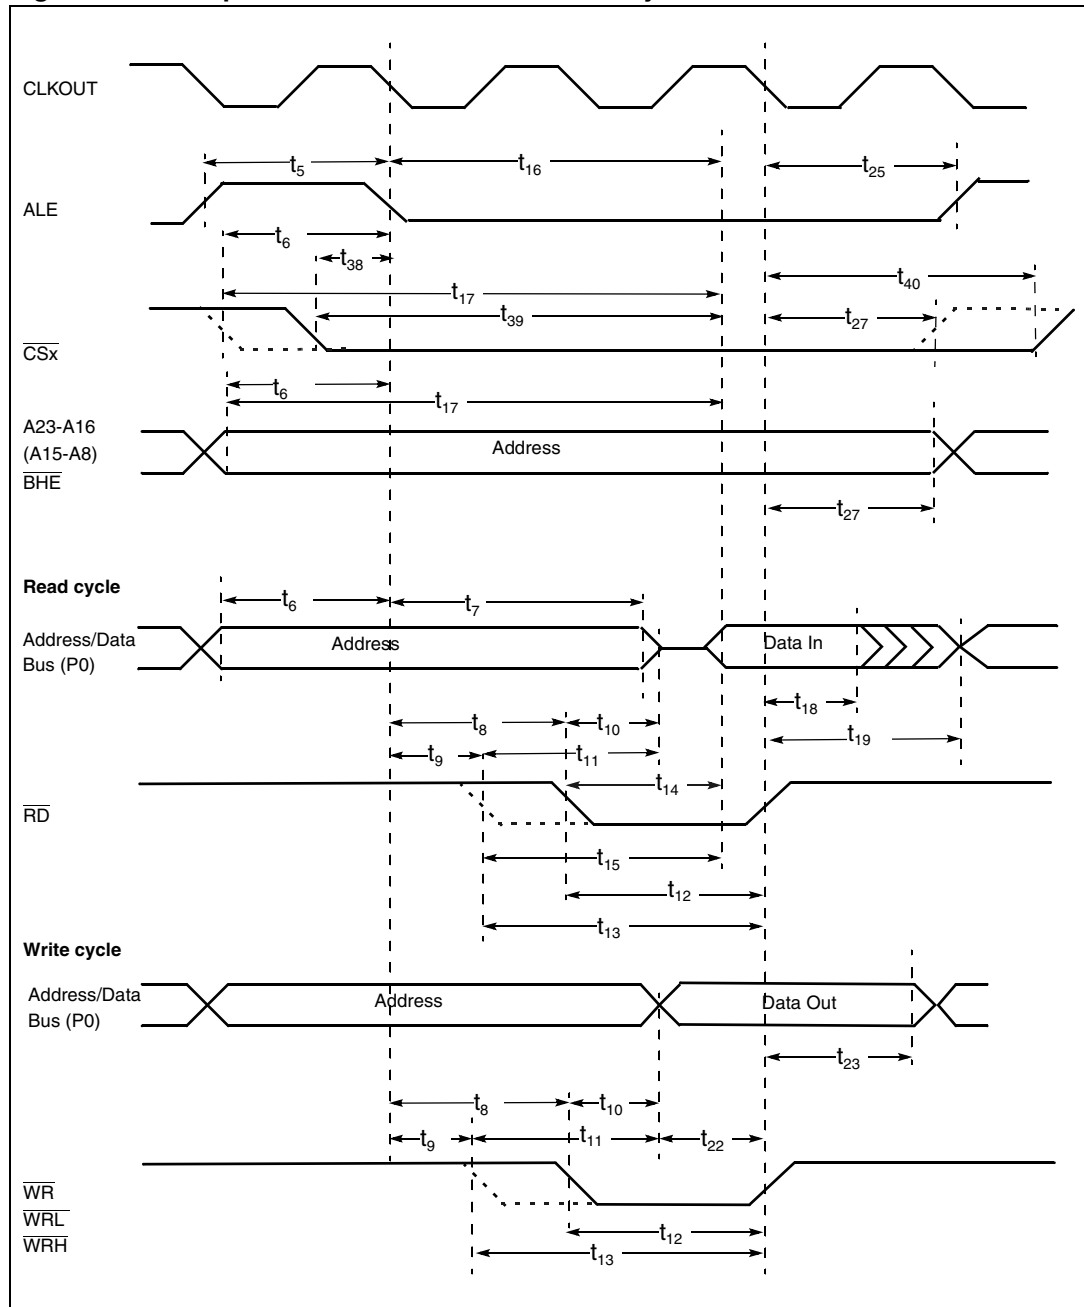 CLKOUT
t5 t16 t25
ALE
t6
t38
t40
t17
t39 t27
CSx
t6
t17
A23-A16
(A15-A8) Address
BHE
t27
Read cycle
t6 t7
Address/Data Address Data In
Bus (P0)
t18
t8 t10
t19
t9 t11
t14
RD
t15
t12
t13
Write cycle
Address/Data Address Data Out
Bus (P0)
t23
t8 t10
t9 t11 t22
WR
WRL
t12
WRH
t13